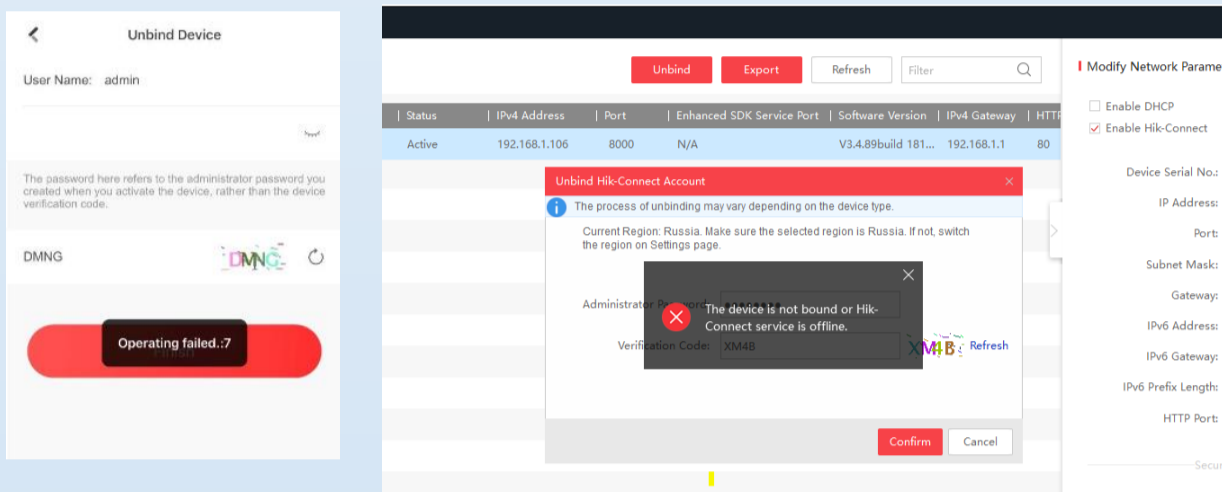 Unbind Device
User Name: admin
The password here refers to the administrator password you
created when you activate the device, rather than the device
verification code.
DMNG
DMNG
Operating failed.:7
Unbind
Export
Refresh
Filter
Status
IPv4 Address
Port
Enhanced SDK Service Port
Software Version
IPv4 Gateway
HTTP
Active
192.168.1.106
8000
N/A
V3.4.89build 181...
192.168.1.1
80
Unbind Hik-Connect Account
The process of unbinding may vary depending on the device type.
Current Region: Russia. Make sure the selected region is Russia. If not, switch
the region on Settings page.
Administrator Password:
The device is not bound or Hik-
Connect service is offline.
Verification Code:
XM4B
XM4B
Refresh
Confirm
Cancel
Modify Network Parame
Enable DHCP
Enable Hik-Connect
Device Serial No.:
IP Address:
Port:
Subnet Mask:
Gateway:
IPv6 Address:
IPv6 Gateway:
IPv6 Prefix Length:
HTTP Port:
Secur